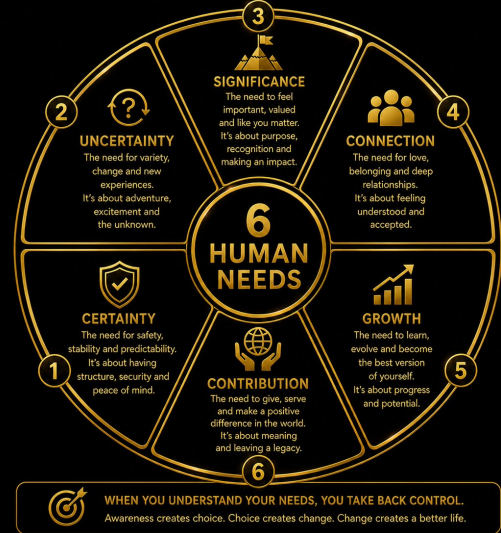 3
SIGNIFICANCE
The need to feel
important, valued
and like you matter.
It's about purpose,
recognition and
making an impact.
2
?
UNCERTAINTY
The need for variety,
change and new
experiences.
It's about adventure,
excitement and
the unknown.
4
CONNECTION
The need for love,
belonging and deep
relationships.
It's about feeling
understood and
accepted.
6
HUMAN
NEEDS
1
CERTAINTY
The need for safety,
stability and predictability.
It's about having
structure, security and
peace of mind.
5
GROWTH
The need to learn,
evolve and become
the best version
of yourself.
It's about progress
and potential.
CONTRIBUTION
The need to give, serve
and make a positive
difference in the world.
It's about meaning
and leaving a legacy.
6
WHEN YOU UNDERSTAND YOUR NEEDS, YOU TAKE BACK CONTROL.
Awareness creates choice. Choice creates change. Change creates a better life.